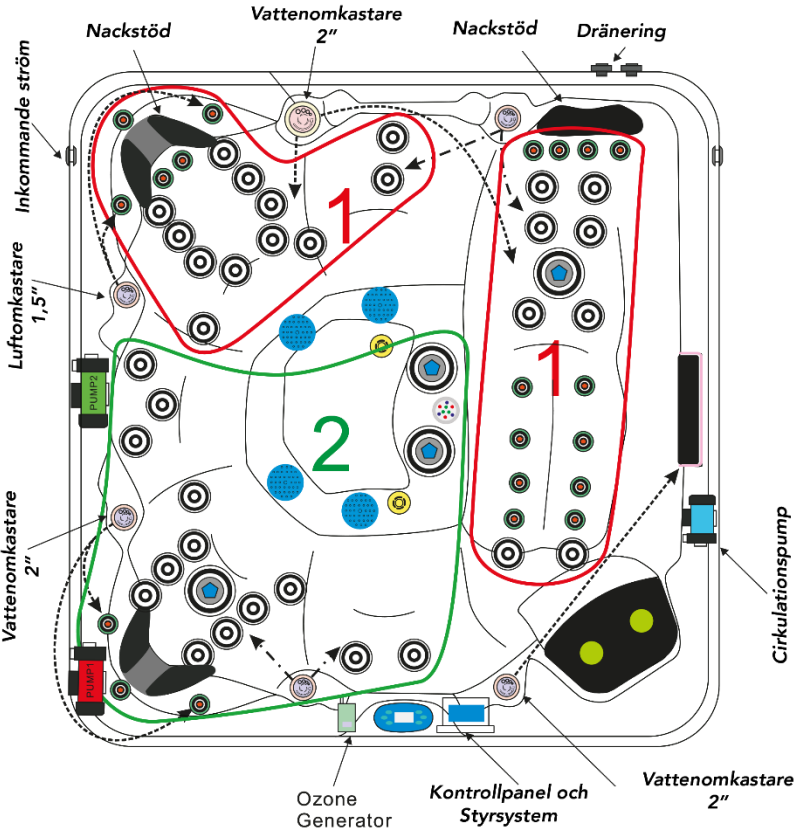 Vattenomkastare
2”
Nackstöd
Nackstöd
Dränering
Inkommande ström
1
Luftomkastare
1,5”
PUMP2
1
2
Vattenomkastare
2”
Cirkulationspump
PUMP1
Ozone
Generator
Kontrollpanel och
Styrsystem
Vattenomkastare
2”